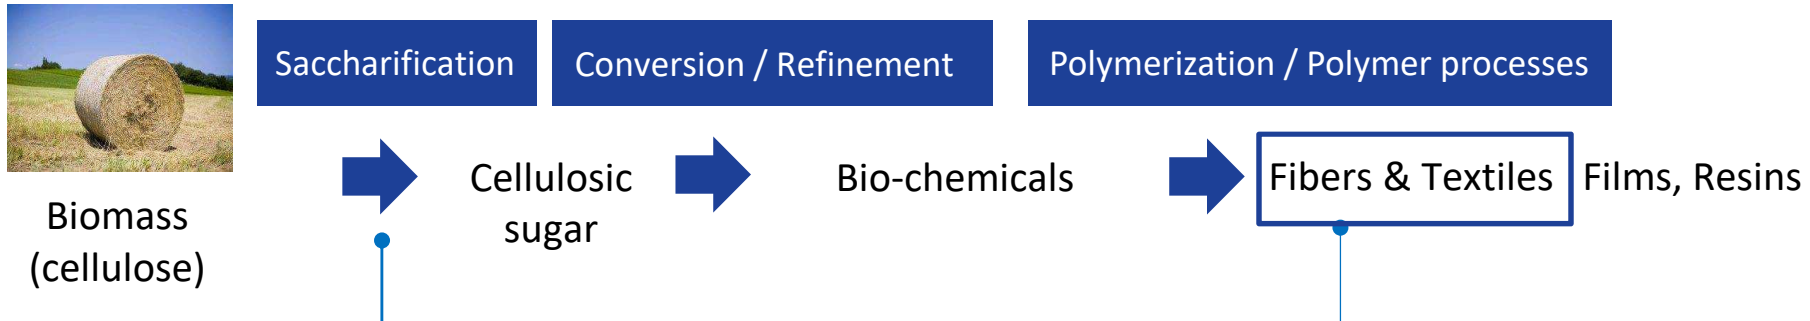 Saccharification
Conversion / Refinement
Polymerization / Polymer processes
Biomass
(cellulose)
Cellulosic
sugar
Bio-chemicals
Fibers & Textiles
Films, Resins